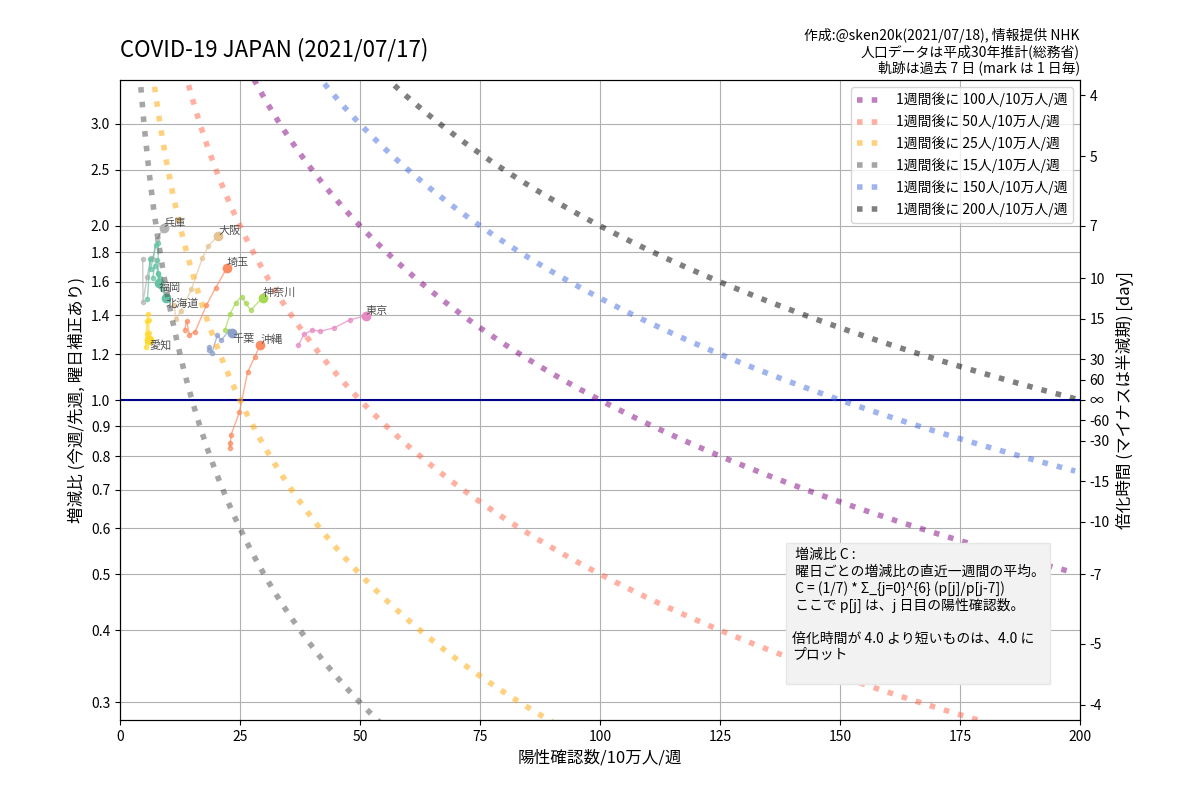 COVID-19 JAPAN (2021/07/17)
作成:@sken20k(2021/07/18), 情報提供 NHK
人口データは平成30年推計(総務省)
軌跡は過去 7 日 (mark は 1 日毎)
1週間後に 100人/10万人/週
1週間後に 50人/10万人/週
1週間後に 25人/10万人/週
1週間後に 15人/10万人/週
1週間後に 150人/10万人/週
1週間後に 200人/10万人/週
増減比 (今週/先週, 曜日補正あり)
3.0
2.5
2.0
1.8
1.6
1.4
1.2
1.0
0.9
0.8
0.7
0.6
0.5
0.4
0.3
兵庫
大阪
埼玉
福岡
神奈川
北海道
東京
千葉
沖縄
愛知
4
5
7
10
15
30
60
∞
-60
-30
-15
-10
-7
-5
-4
倍化時間 (マイナスは半減期) [day]
増減比 C :
曜日ごとの増減比の直近一週間の平均。
C = (1/7) * Σ_{j=0}^{6} (p[j]/p[j-7])
ここで p[j] は、j 日目の陽性確認数。
倍化時間が 4.0 より短いものは、4.0 に
プロット
0 25 50 75 100 125 150 175 200
陽性確認数/10万人/週